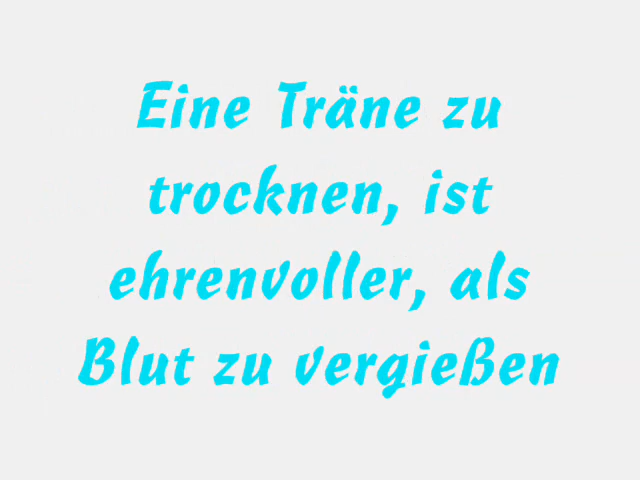 Eine Träne zu
trocknen, ist
ehrenvoller, als
Blut zu vergießen